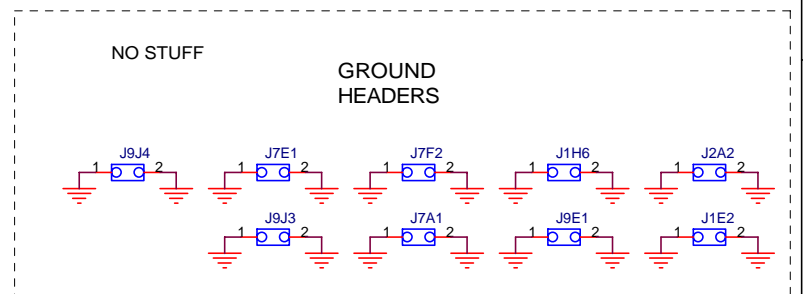 NO STUFF
GROUND
HEADERS
J9J4 J7E1 J7F2 J1H6 J2A2
1 2 1 2 1 2 1 2 1 2
J9J3 J7A1 J9E1 J1E2
1 2 1 2 1 2 1 2